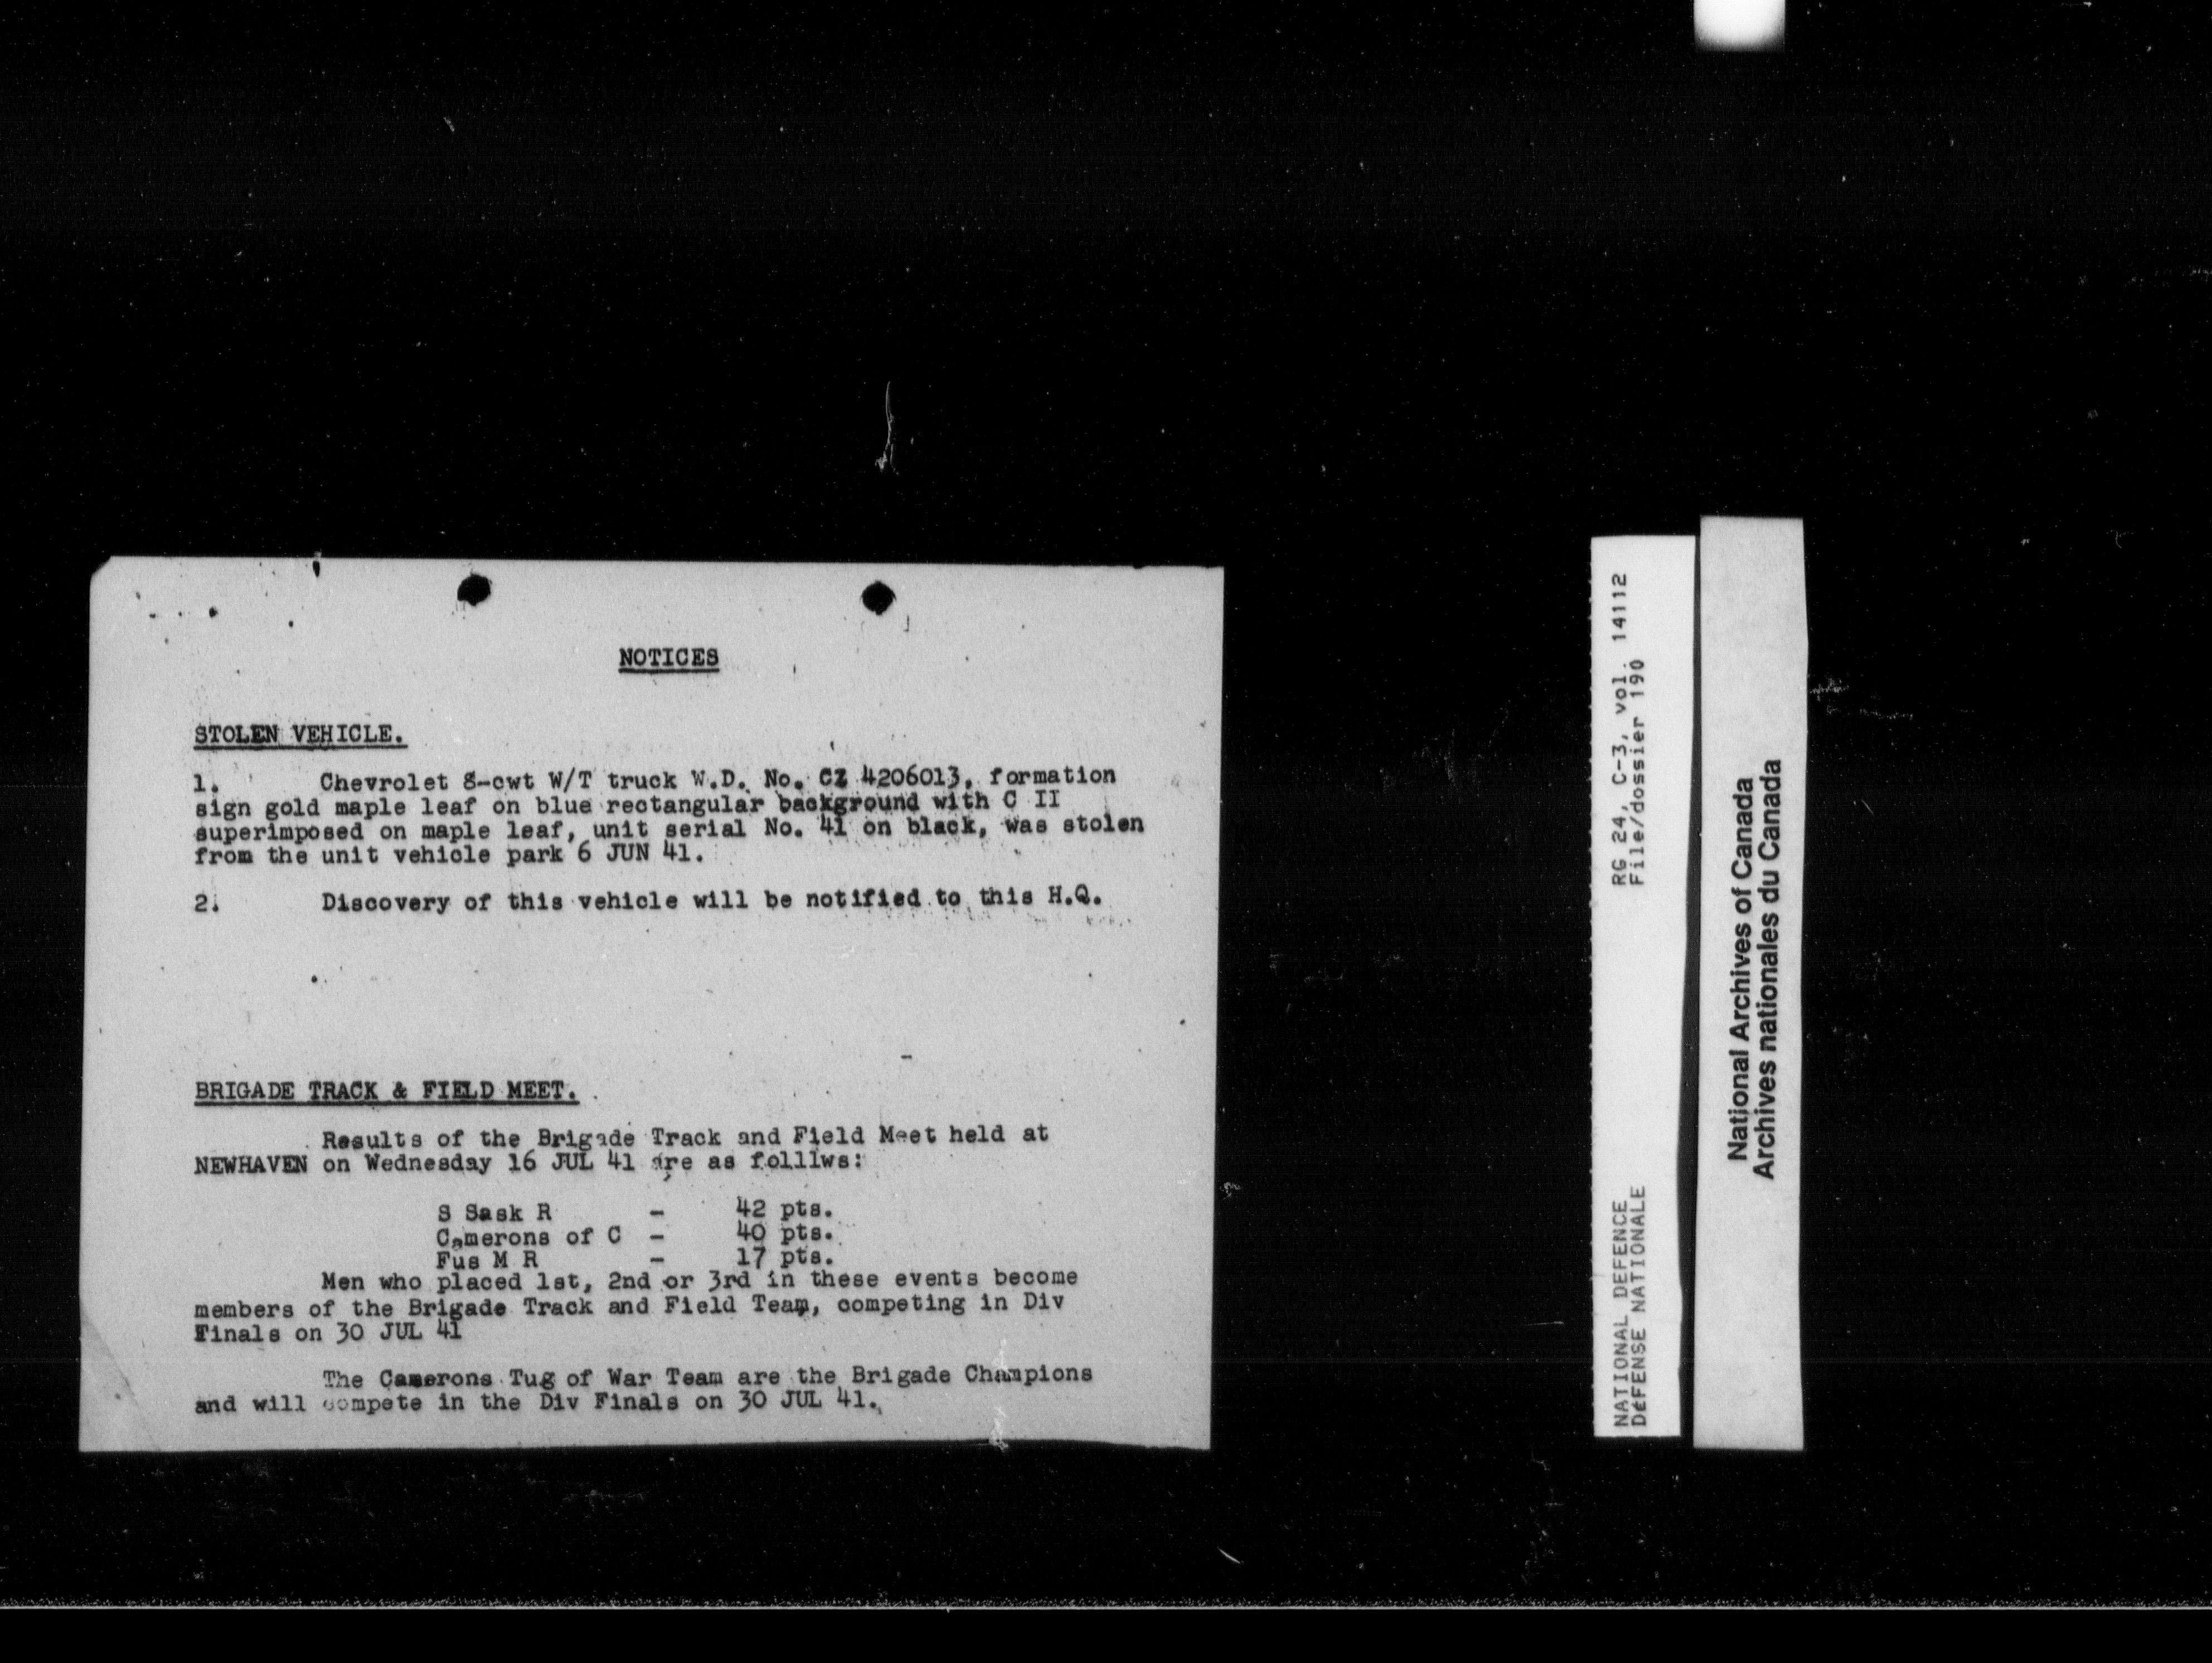 NOTICES
STOLEN VEHICLE.
1. Chevrolet 8-cwt W/T truck W.D. No. CZ 4206013, formation
sign gold maple leaf on blue rectangular background with C II
superimposed on maple leaf, unit serial No. 41 on black, was stolen
from the unit vehicle park 6 JUN 41.
2. Discovery of this vehicle will be notified to this H.Q.
BRIGADE TRACK & FIELD MEET.
Results of the Brigade Track and Field Meet held at
NEWHAVEN on Wednesday 16 JUL 41 are as folllws:
S Sask R - 42 pts.
Camerons of C - 40 pts.
Fus M R - 17 pts.
Men who placed 1st, 2nd or 3rd in these events become
members of the Brigade Track and Field Team, competing in Div
Finals on 30 JUL 41
The Camerons Tug of War Team are the Brigade Champions
and will compete in the Div Finals on 30 JUL 41.
NATIONAL DEFENCE RG 24, C-3, vol. 14112
DÉFENSE NATIONALE File/dossier 190
National Archives of Canada
Archives nationales du Canada